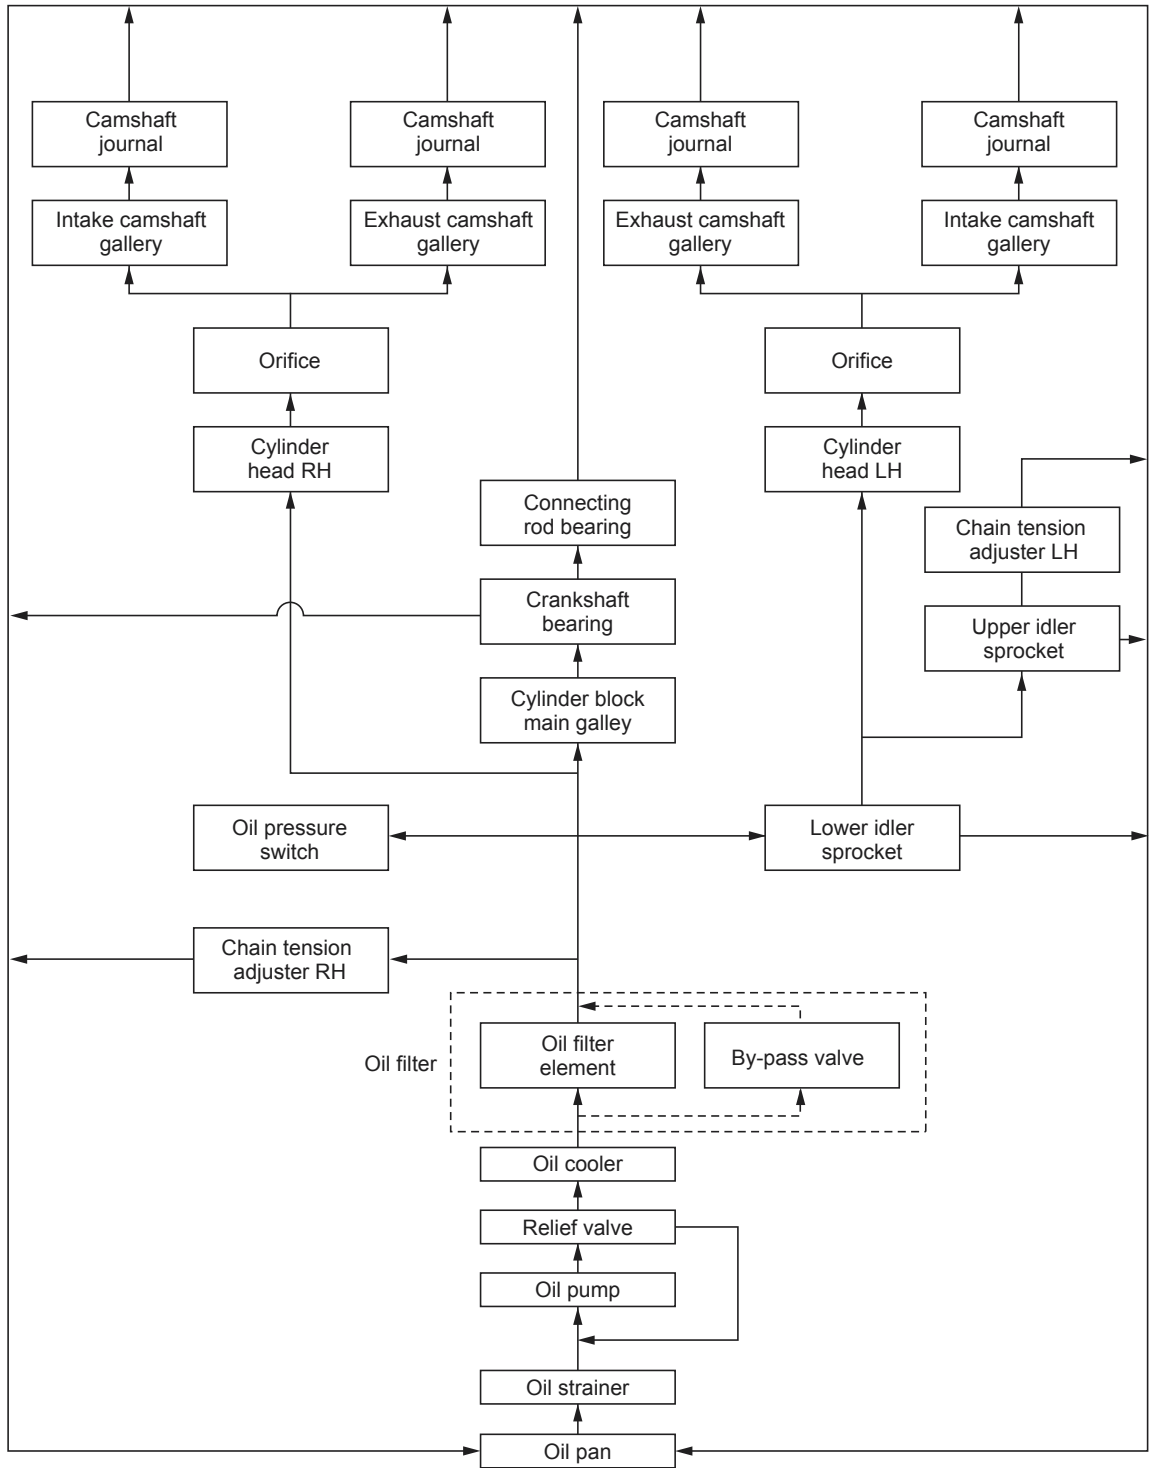 Camshaft
journal
Camshaft
journal
Camshaft
journal
Camshaft
journal
Intake camshaft
gallery
Exhaust camshaft
gallery
Exhaust camshaft
gallery
Intake camshaft
gallery
Orifice
Orifice
Cylinder
head RH
Cylinder
head LH
Connecting
rod bearing
Chain tension
adjuster LH
Crankshaft
bearing
Upper idler
sprocket
Cylinder block
main galley
Oil pressure
switch
Lower idler
sprocket
Chain tension
adjuster RH
Oil filter
Oil filter
element
By-pass valve
Oil cooler
Relief valve
Oil pump
Oil strainer
Oil pan